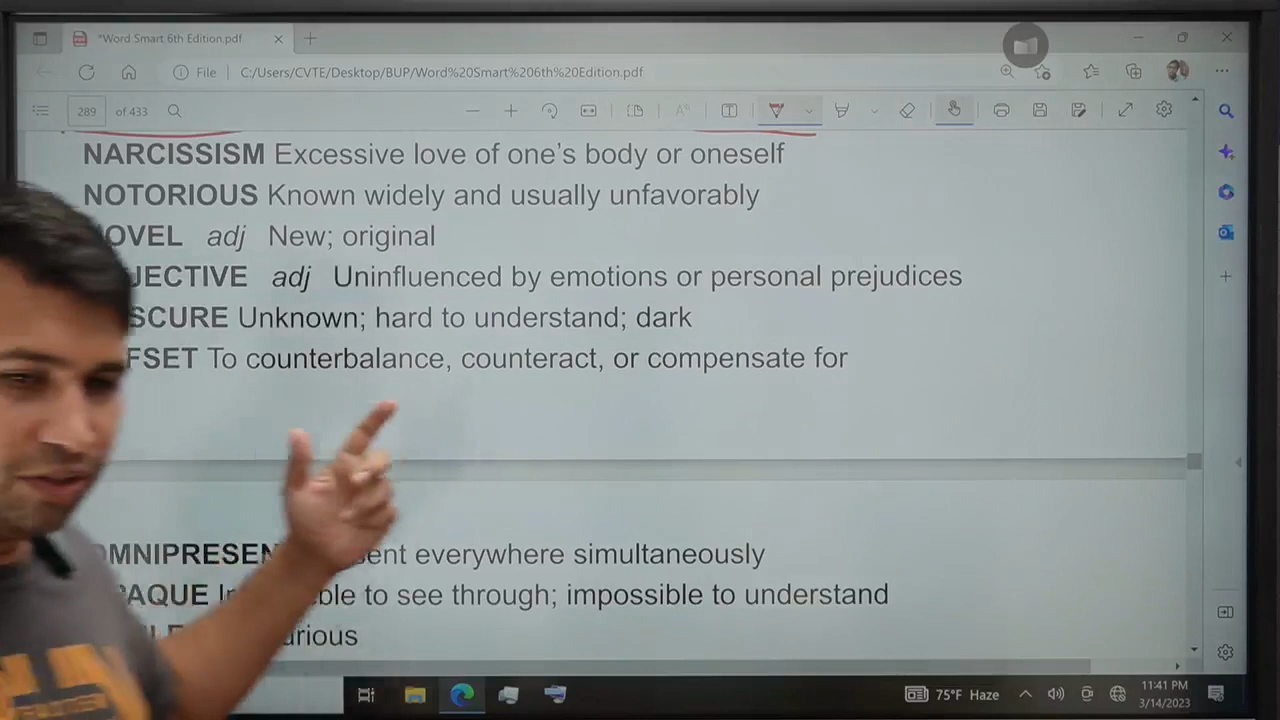 *Word Smart 6th Edition.pdf
File C:/Users/CVTE/Desktop/BUP/Word%20Smart%206th%20Edition.pdf
289 of 433
NARCISSISM Excessive love of one's body or oneself
NOTORIOUS Known widely and usually unfavorably
OVEL adj New; original
JECTIVE adj Uninfluenced by emotions or personal prejudices
SCURE Unknown; hard to understand; dark
FSET To counterbalance, counteract, or compensate for
OMNIPRESEN sent everywhere simultaneously
PAQUE ble to see through; impossible to understand
75°F Haze
11:41 PM
3/14/2023